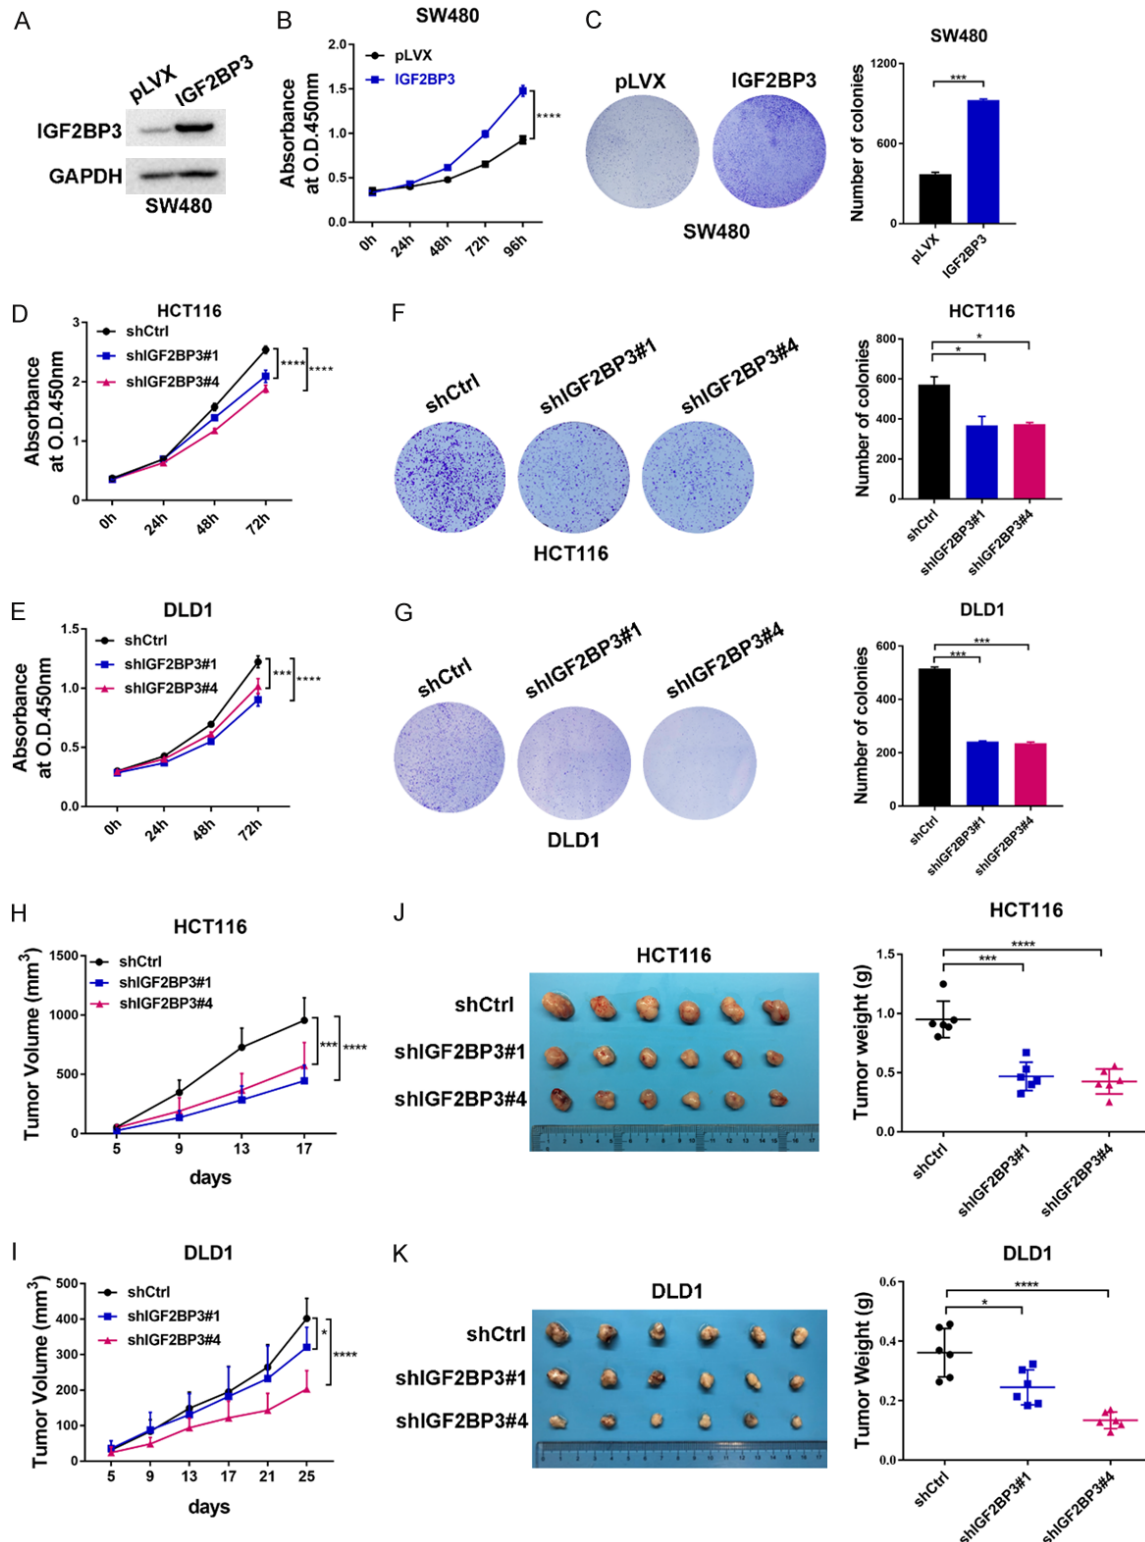 A
pLVX
IGF2BP3
IGF2BP3
GAPDH
SW480
B
SW480
pLVX
IGF2BP3
Absorbance
at O.D.450nm
2.0
1.5
1.0
0.5
0.0
****
0h
24h
48h
72h
96h
C
pLVX
IGF2BP3
SW480
SW480
Number of colonies
1200
600
0
***
pLVX
IGF2BP3
D
HCT116
shCtrl
shIGF2BP3#1
shIGF2BP3#4
Absorbance
at O.D.450nm
3
2
1
0
****
****
0h
24h
48h
72h
F
shCtrl
shIGF2BP3#1
shIGF2BP3#4
HCT116
HCT116
Number of colonies
800
600
400
200
0
*
*
shCtrl
shIGF2BP3#1
shIGF2BP3#4
E
DLD1
shCtrl
shIGF2BP3#1
shIGF2BP3#4
Absorbance
at O.D.450nm
1.5
1.0
0.5
0.0
***
****
0h
24h
48h
72h
G
shCtrl
shIGF2BP3#1
shIGF2BP3#4
DLD1
DLD1
Number of colonies
600
400
200
0
***
***
shCtrl
shIGF2BP3#1
shIGF2BP3#4
H
HCT116
shCtrl
shIGF2BP3#1
shIGF2BP3#4
Tumor Volume (mm³)
1500
1000
500
0
***
****
5 9 13 17
days
J
HCT116
shCtrl
shIGF2BP3#1
shIGF2BP3#4
HCT116
Tumor weight (g)
1.5
1.0
0.5
0.0
****
***
shCtrl
shIGF2BP3#1
shIGF2BP3#4
I
DLD1
shCtrl
shIGF2BP3#1
shIGF2BP3#4
Tumor Volume (mm³)
500
400
300
200
100
0
*
****
5 9 13 17 21 25
days
K
DLD1
shCtrl
shIGF2BP3#1
shIGF2BP3#4
DLD1
Tumor Weight (g)
0.6
0.4
0.2
0.0
****
*
shCtrl
shIGF2BP3#1
shIGF2BP3#4